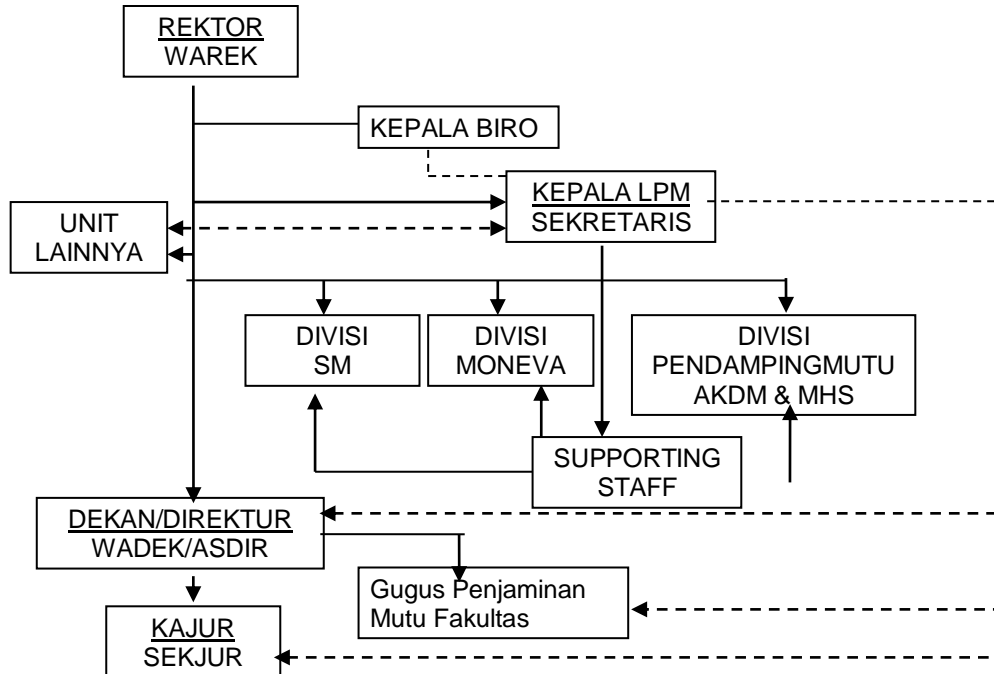 REKTOR
WAREK
KEPALA BIRO
KEPALA LPM
SEKRETARIS
UNIT
LAINNYA
DIVISI
SM
DIVISI
MONEVA
DIVISI
PENDAMPINGMUTU
AKDM & MHS
SUPPORTING
STAFF
DEKAN/DIREKTUR
WADEK/ASDIR
Gugus Penjaminan
Mutu Fakultas
KAJUR
SEKJUR